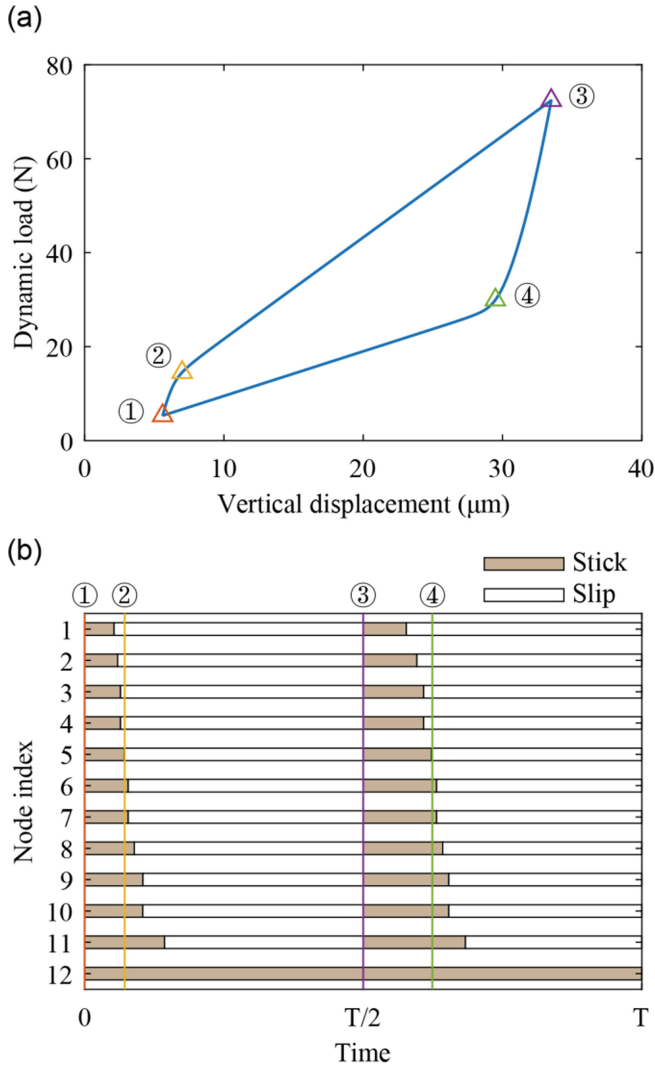 (a)
80
60
40
20
0
Dynamic load (N)
①
②
③
④
0 10 20 30 40
Vertical displacement (μm)
(b)
Stick
Slip
① ② ③ ④
1
2
3
4
5
6
7
8
9
10
11
12
Node index
0 T/2 T
Time